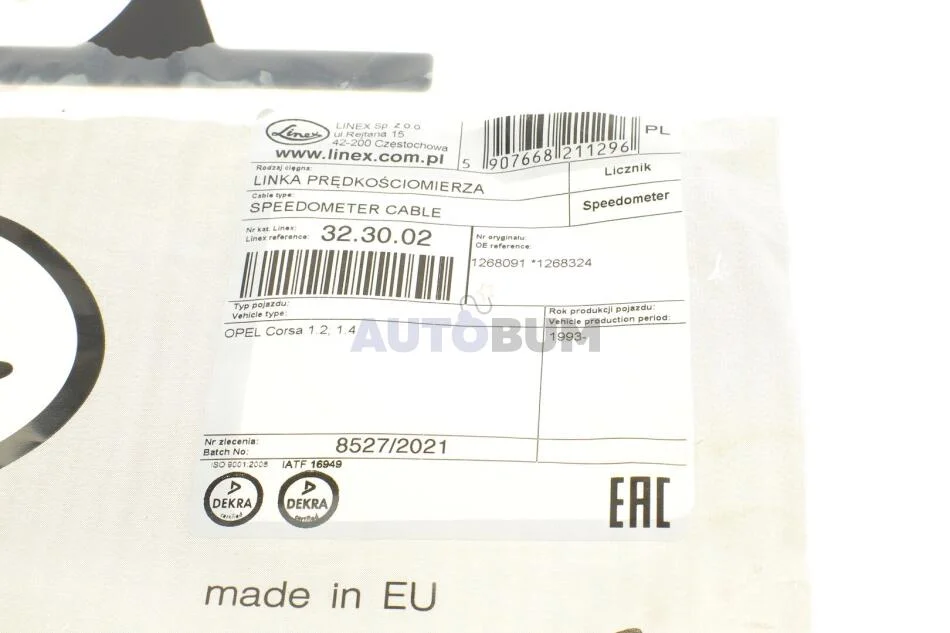 Linex
LINEX Sp. z o.o.
ul.Rejtana 15
42-200 Częstochowa
www.linex.com.pl
5 907668 211296
PL
Rodzaj cięgna:
LINKA PRĘDKOŚCIOMIERZA
Licznik
Cable type:
SPEEDOMETER CABLE
Speedometer
Nr kat. Linex:
Linex reference:
32.30.02
Nr oryginału:
OE reference:
1268091 *1268324
Typ pojazdu:
Vehicle type:
OPEL Corsa 1.2, 1.4
Rok produkcji pojazdu:
Vehicle production period:
1993-
AUTOBUM
Nr zlecenia:
Batch No:
8527/2021
ISO 9001:2008
IATF 16949
DEKRA
certified
DEKRA
certified
EAC
made in EU